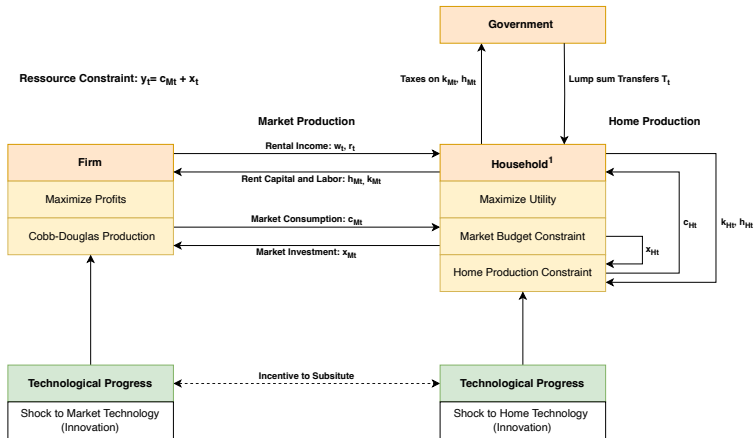 Government
Ressource Constraint: yt= cMt + xt
Taxes on kMt, hMt
Lump sum Transfers Tt
Market Production
Home Production
Rental Income: wt, rt
Firm
Household1
Rent Capital and Labor: hMt, kMt
Maximize Profits
Maximize Utility
Market Consumption: cMt
cHt
kHt, hHt
Cobb-Douglas Production
Market Budget Constraint
Market Investment: xMt
xHt
Home Production Constraint
Technological Progress
Incentive to Subsitute
Technological Progress
Shock to Market Technology
(Innovation)
Shock to Home Technology
(Innovation)